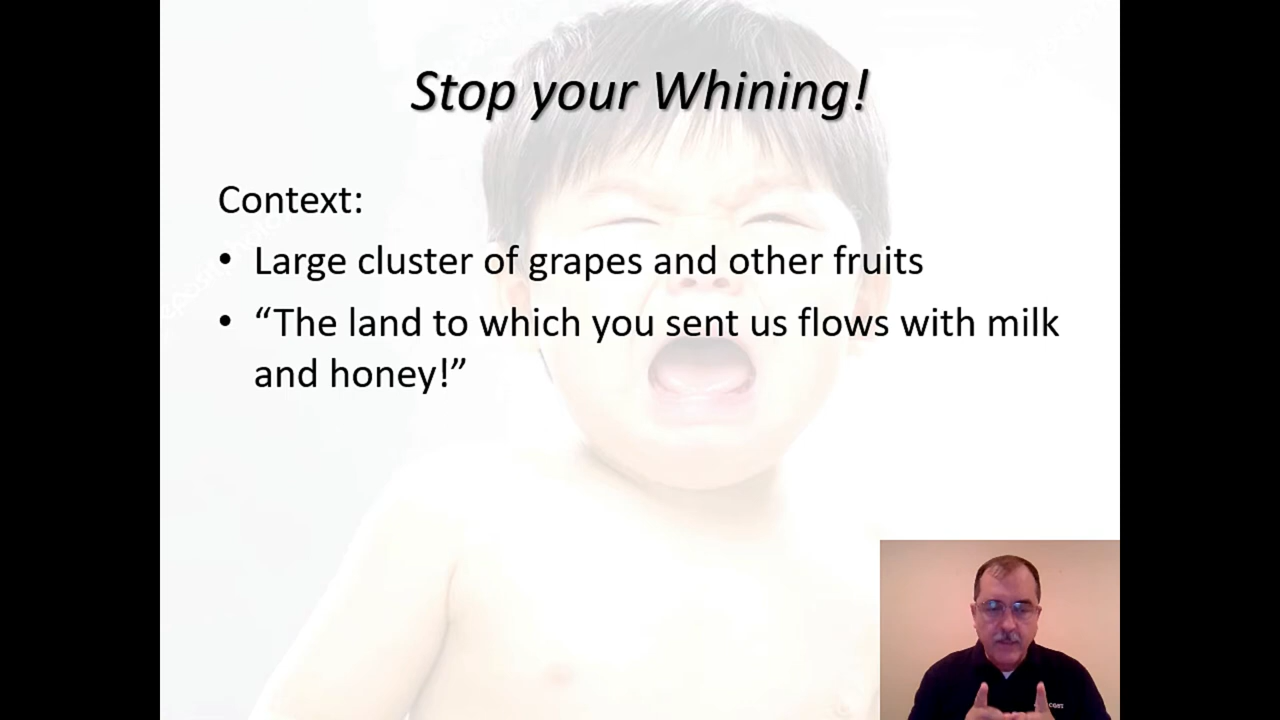 Stop your Whining!
Context:
• Large cluster of grapes and other fruits
• “The land to which you sent us flows with milk
and honey!”